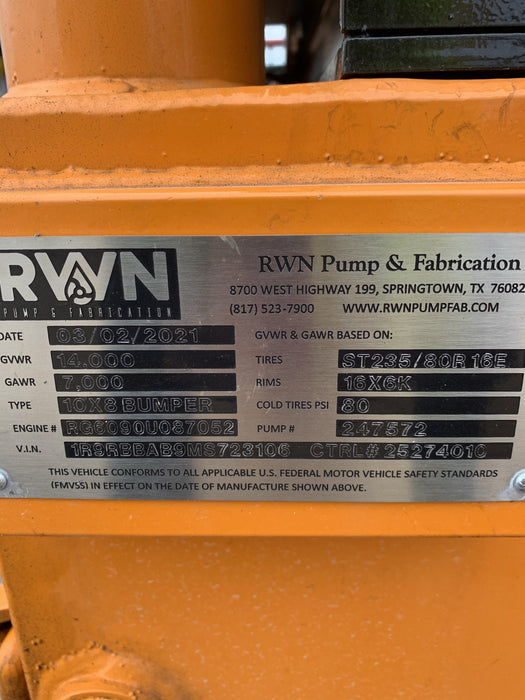 RWN
PUMP & FABRICATION
RWN Pump & Fabrication
8700 WEST HIGHWAY 199, SPRINGTOWN, TX 76082
(817) 523-7900 WWW.RWNPUMPFAB.COM
DATE 03/02/2021 GVWR & GAWR BASED ON:
GVWR 14,000 TIRES ST235/80R16E
GAWR 7,000 RIMS 16X6K
TYPE 10X8 BUMPER COLD TIRES PSI 80
ENGINE # RG6090U087052 PUMP # 247572
V.I.N. 1R9RBBAB9MS723106 CTRL# 25274010
THIS VEHICLE CONFORMS TO ALL APPLICABLE U.S. FEDERAL MOTOR VEHICLE SAFETY STANDARDS
(FMVSS) IN EFFECT ON THE DATE OF MANUFACTURE SHOWN ABOVE.